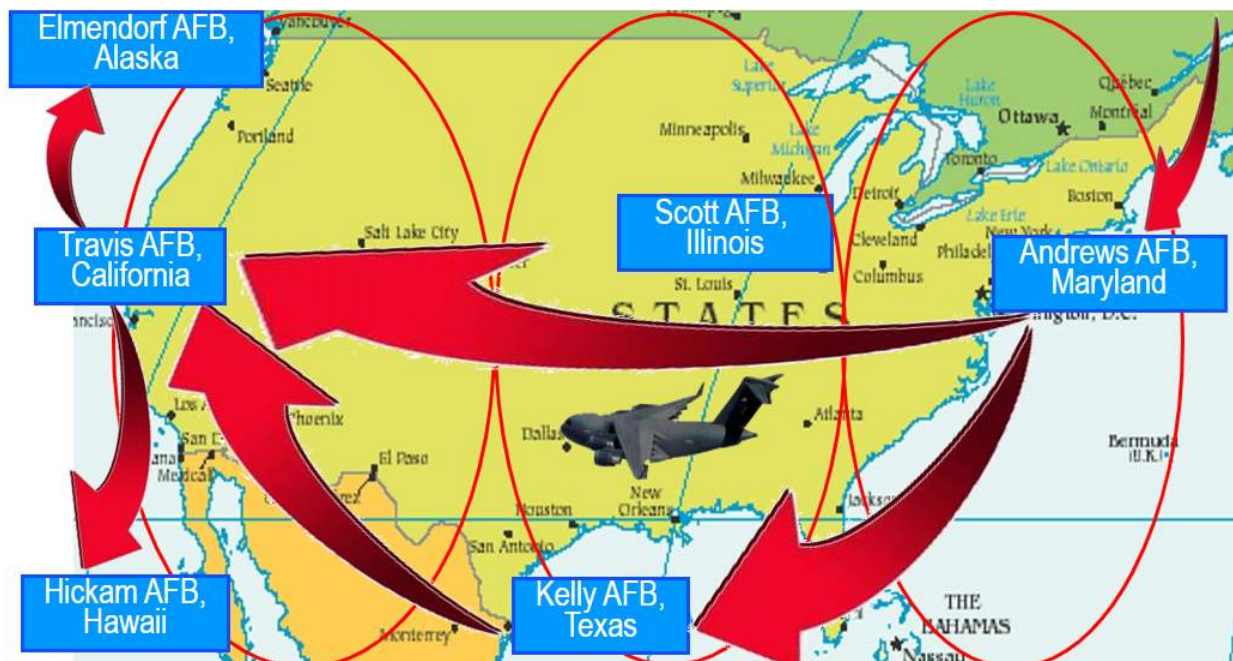 Elmendorf AFB,
Alaska
Vancouver
Seattle
Portland
Lake
Superior
Minneapolis
Lake
Michigan
Milwaukee
Lake
Huron
Ottawa
Québec
Montréal
Toronto
Lake Ontario
Boston
Detroit
Lake Erie
Cleveland
New York
Columbus
Scott AFB,
Illinois
Andrews AFB,
Maryland
Travis AFB,
California
Salt Lake City
St. Louis
STATES
D.C.
Phoenix
El Paso
Dallas
Atlanta
Bermuda
(U.K.)
New
Orleans
Houston
San Antonio
Hickam AFB,
Hawaii
Kelly AFB,
Texas
Monterrey
THE
BAHAMAS
Nassau